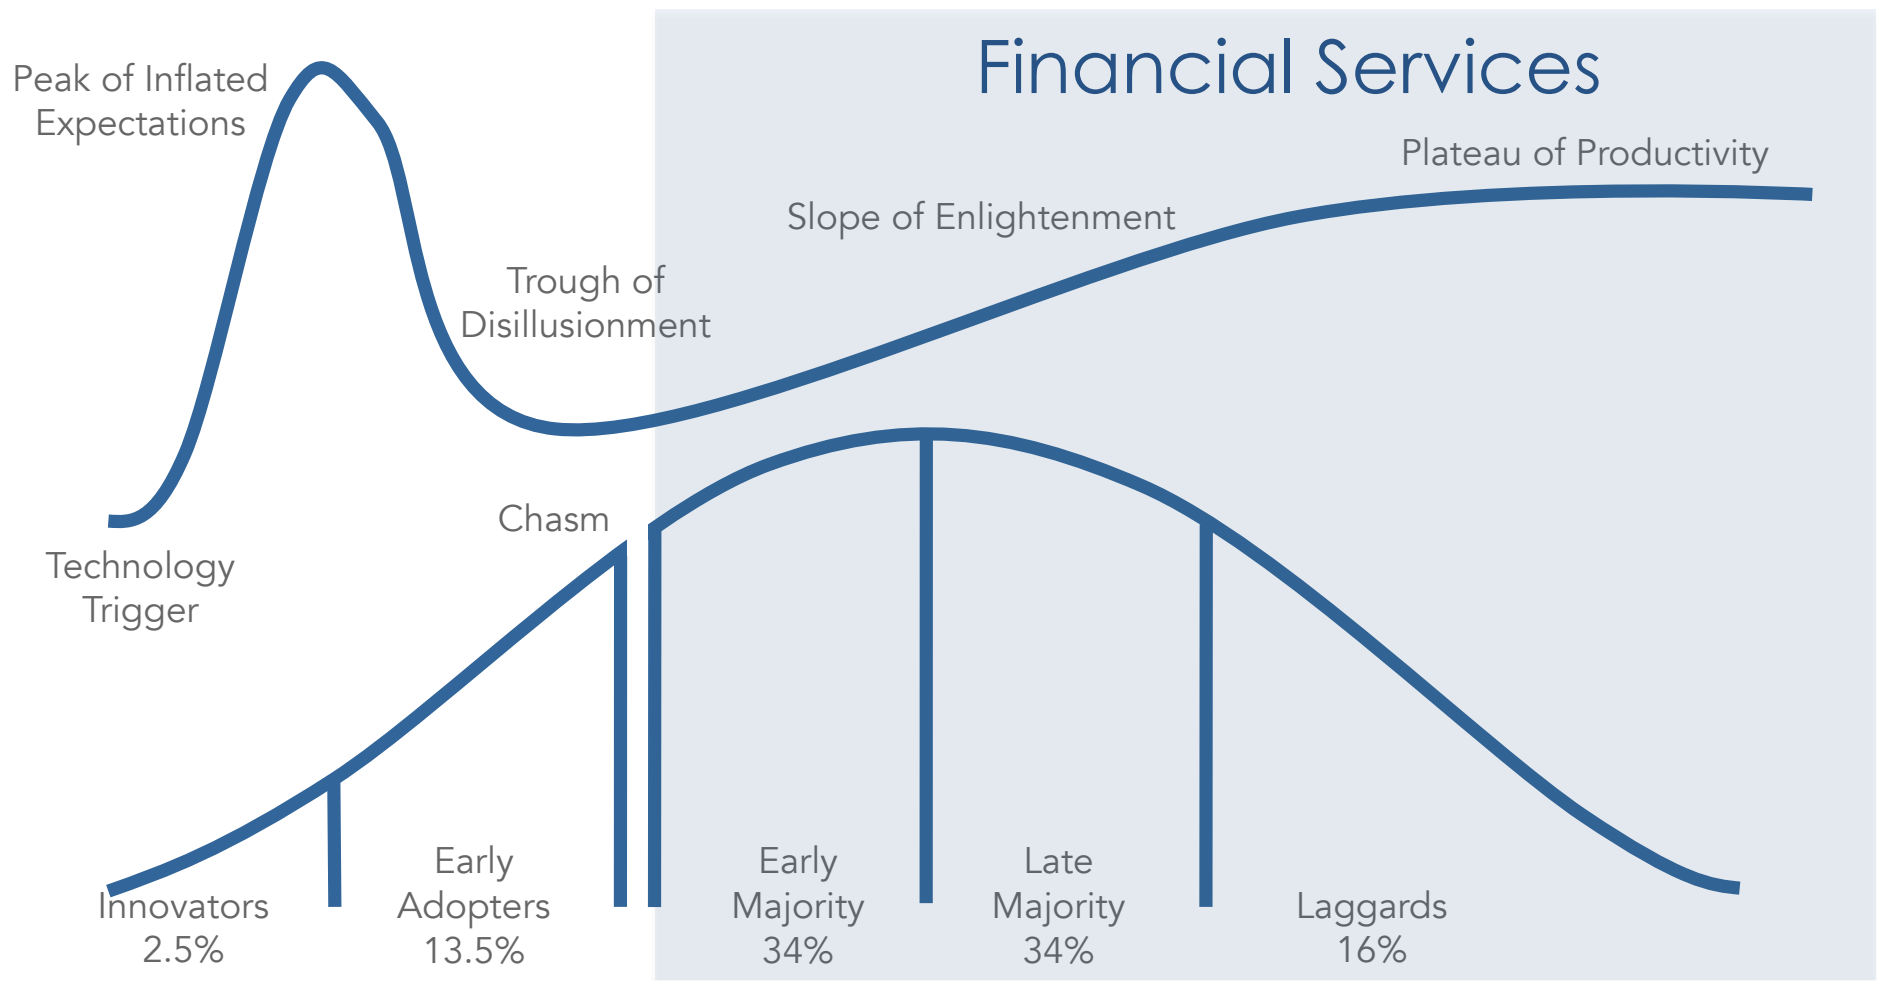 Financial Services
Peak of Inflated
Expectations
Plateau of Productivity
Slope of Enlightenment
Trough of
Disillusionment
Chasm
Technology
Trigger
Innovators
2.5%
Early
Adopters
13.5%
Early
Majority
34%
Late
Majority
34%
Laggards
16%